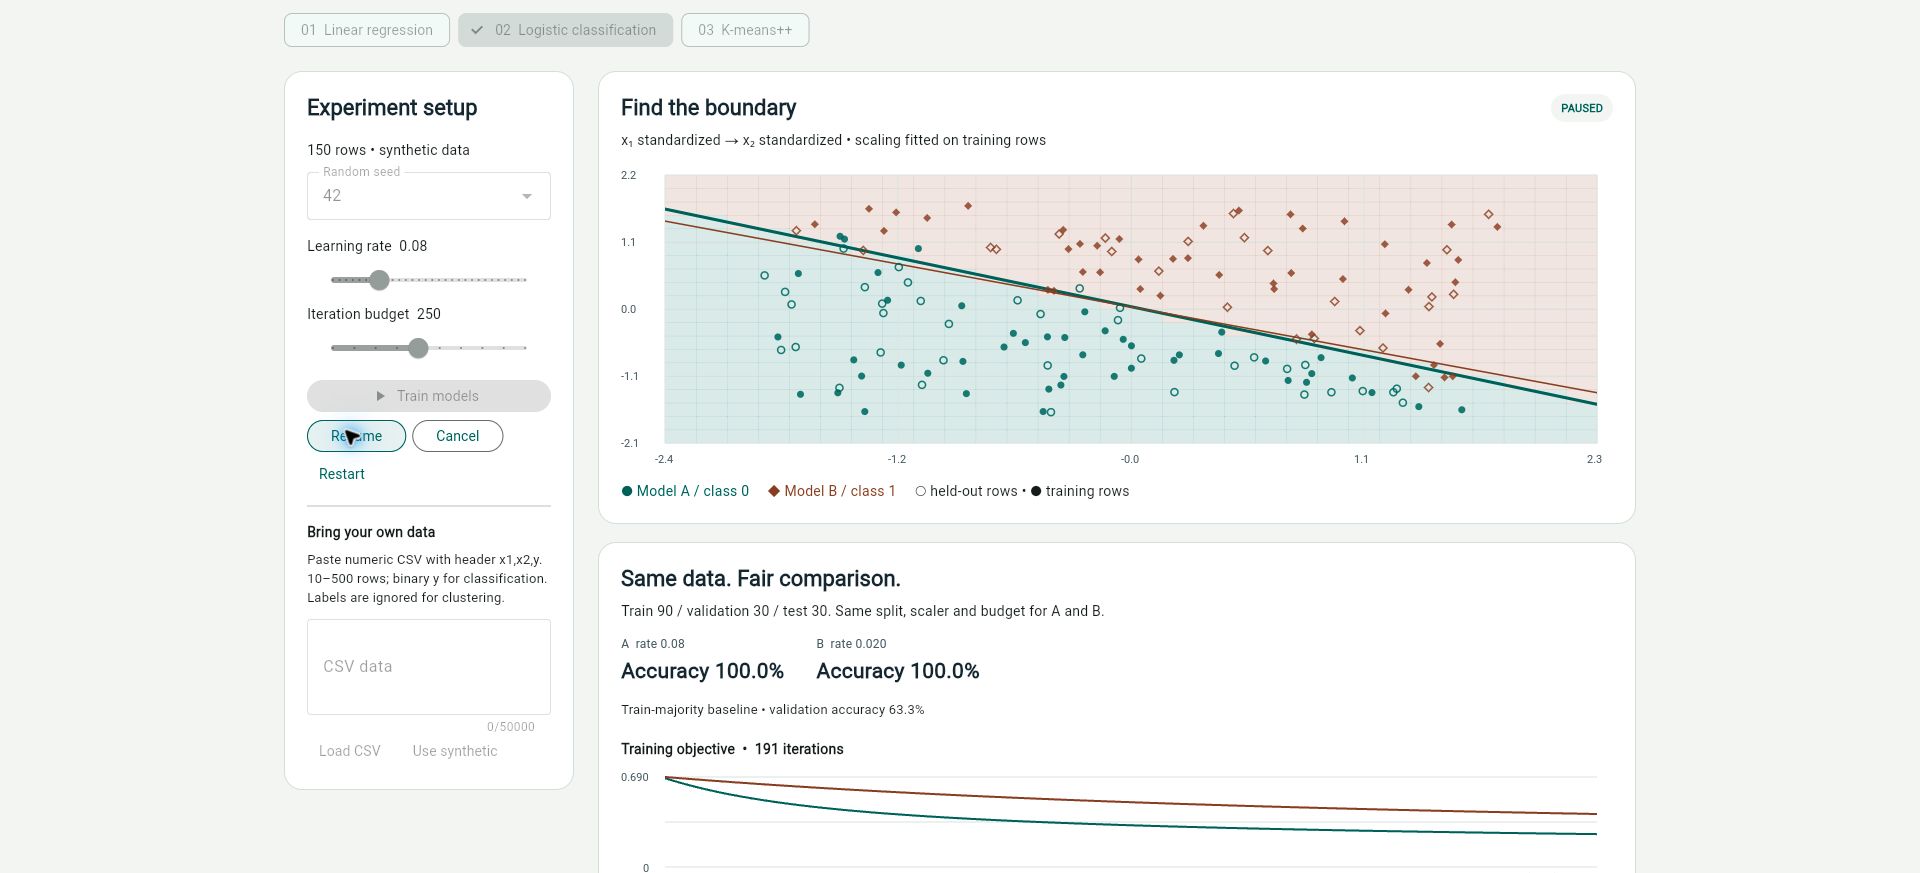 01 Linear regression
02 Logistic classification
03 K-means++
Experiment setup
150 rows • synthetic data
Random seed
42
Learning rate 0.08
Iteration budget 250
Train models
Resume
Cancel
Restart
Bring your own data
Paste numeric CSV with header x1,x2,y.
10–500 rows; binary y for classification.
Labels are ignored for clustering.
CSV data
0/50000
Load CSV
Use synthetic
Find the boundary
PAUSED
x₁ standardized → x₂ standardized • scaling fitted on training rows
2.2
1.1
0.0
-1.1
-2.1
-2.4
-1.2
-0.0
1.1
2.3
Model A / class 0
Model B / class 1
held-out rows •
training rows
Same data. Fair comparison.
Train 90 / validation 30 / test 30. Same split, scaler and budget for A and B.
A rate 0.08
Accuracy 100.0%
B rate 0.020
Accuracy 100.0%
Train-majority baseline • validation accuracy 63.3%
Training objective • 191 iterations
0.690
0